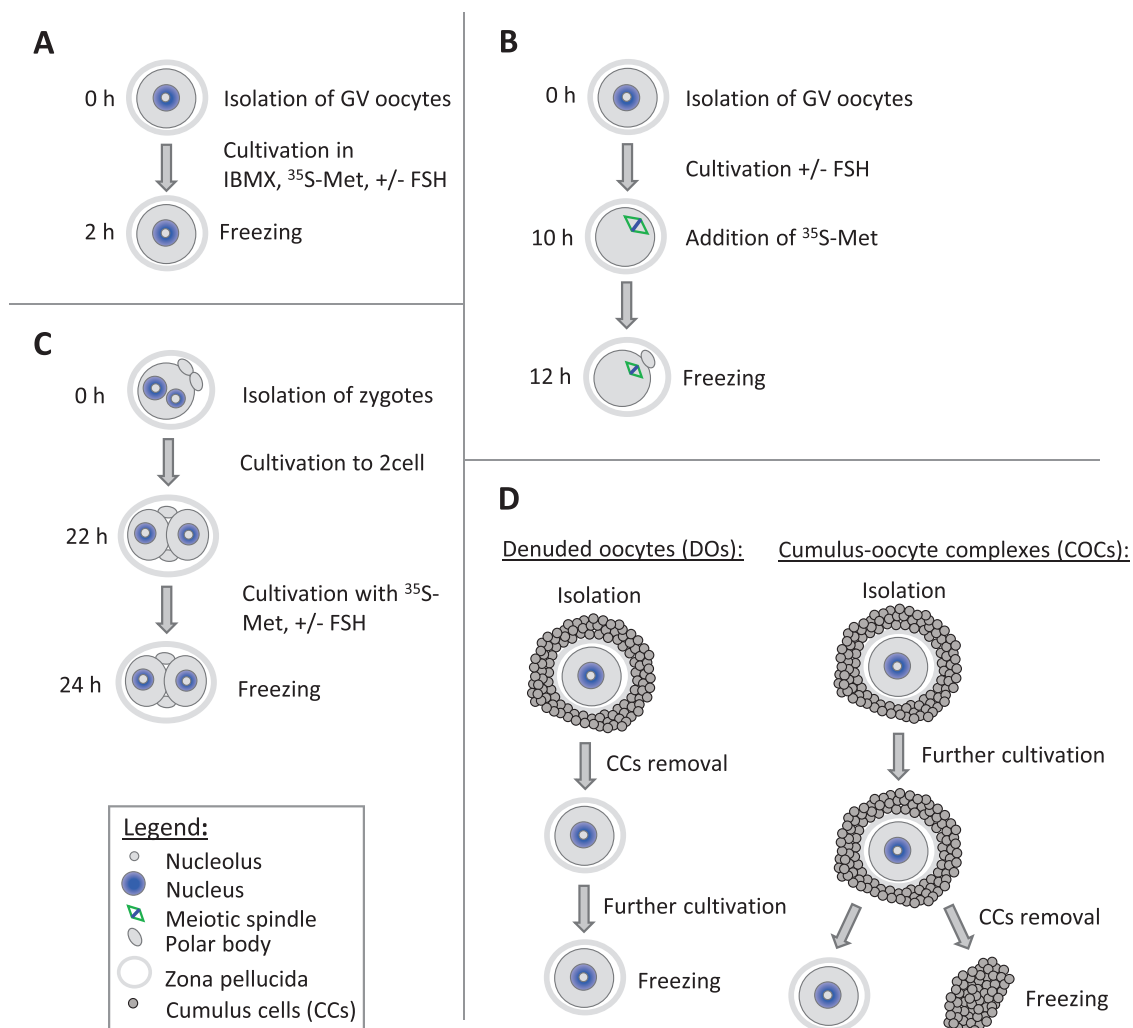 A
0 h
Isolation of GV oocytes
Cultivation in
IBMX, ³⁵S-Met, +/- FSH
2 h
Freezing
B
0 h
Isolation of GV oocytes
Cultivation +/- FSH
10 h
Addition of ³⁵S-Met
12 h
Freezing
C
0 h
Isolation of zygotes
Cultivation to 2cell
22 h
Cultivation with ³⁵S-
Met, +/- FSH
24 h
Freezing
Legend:
Nucleolus
Nucleus
Meiotic spindle
Polar body
Zona pellucida
Cumulus cells (CCs)
D
Denuded oocytes (DOs):
Isolation
CCs removal
Further cultivation
Freezing
Cumulus-oocyte complexes (COCs):
Isolation
Further cultivation
CCs removal
Freezing